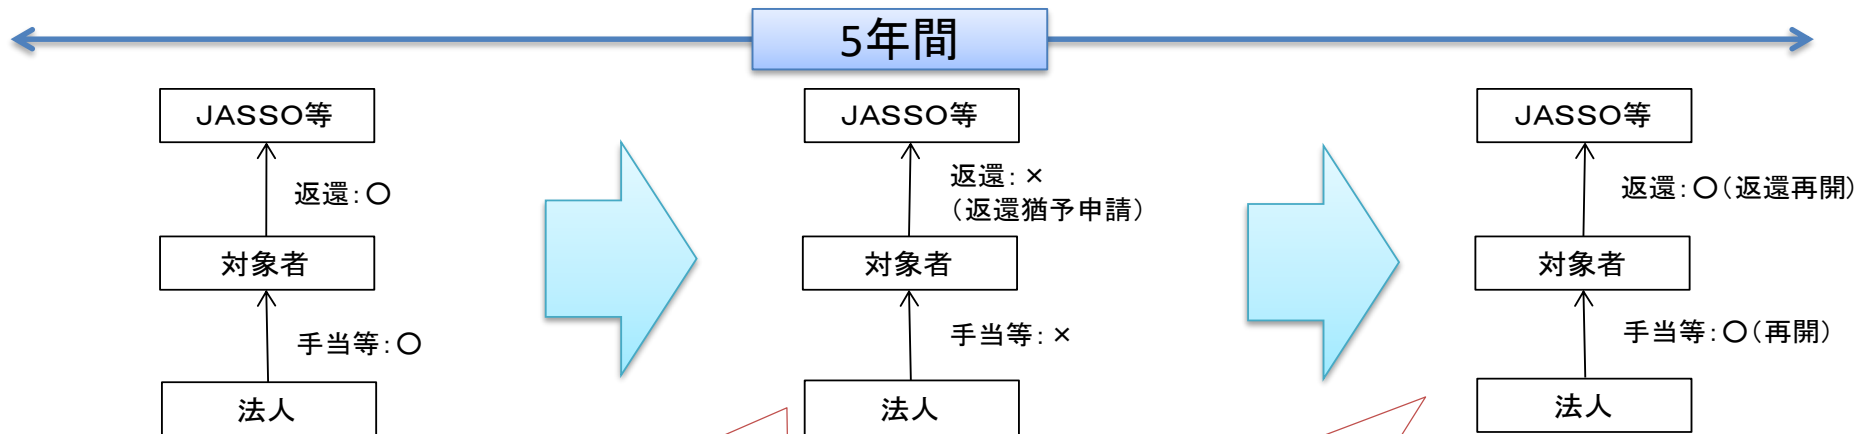 5年間
JASSO等
返還：〇
対象者
手当等：〇
法人
JASSO等
返還：×
（返還猶予申請）
対象者
手当等：×
法人
JASSO等
返還：〇（返還再開）
対象者
手当等：〇（再開）
法人